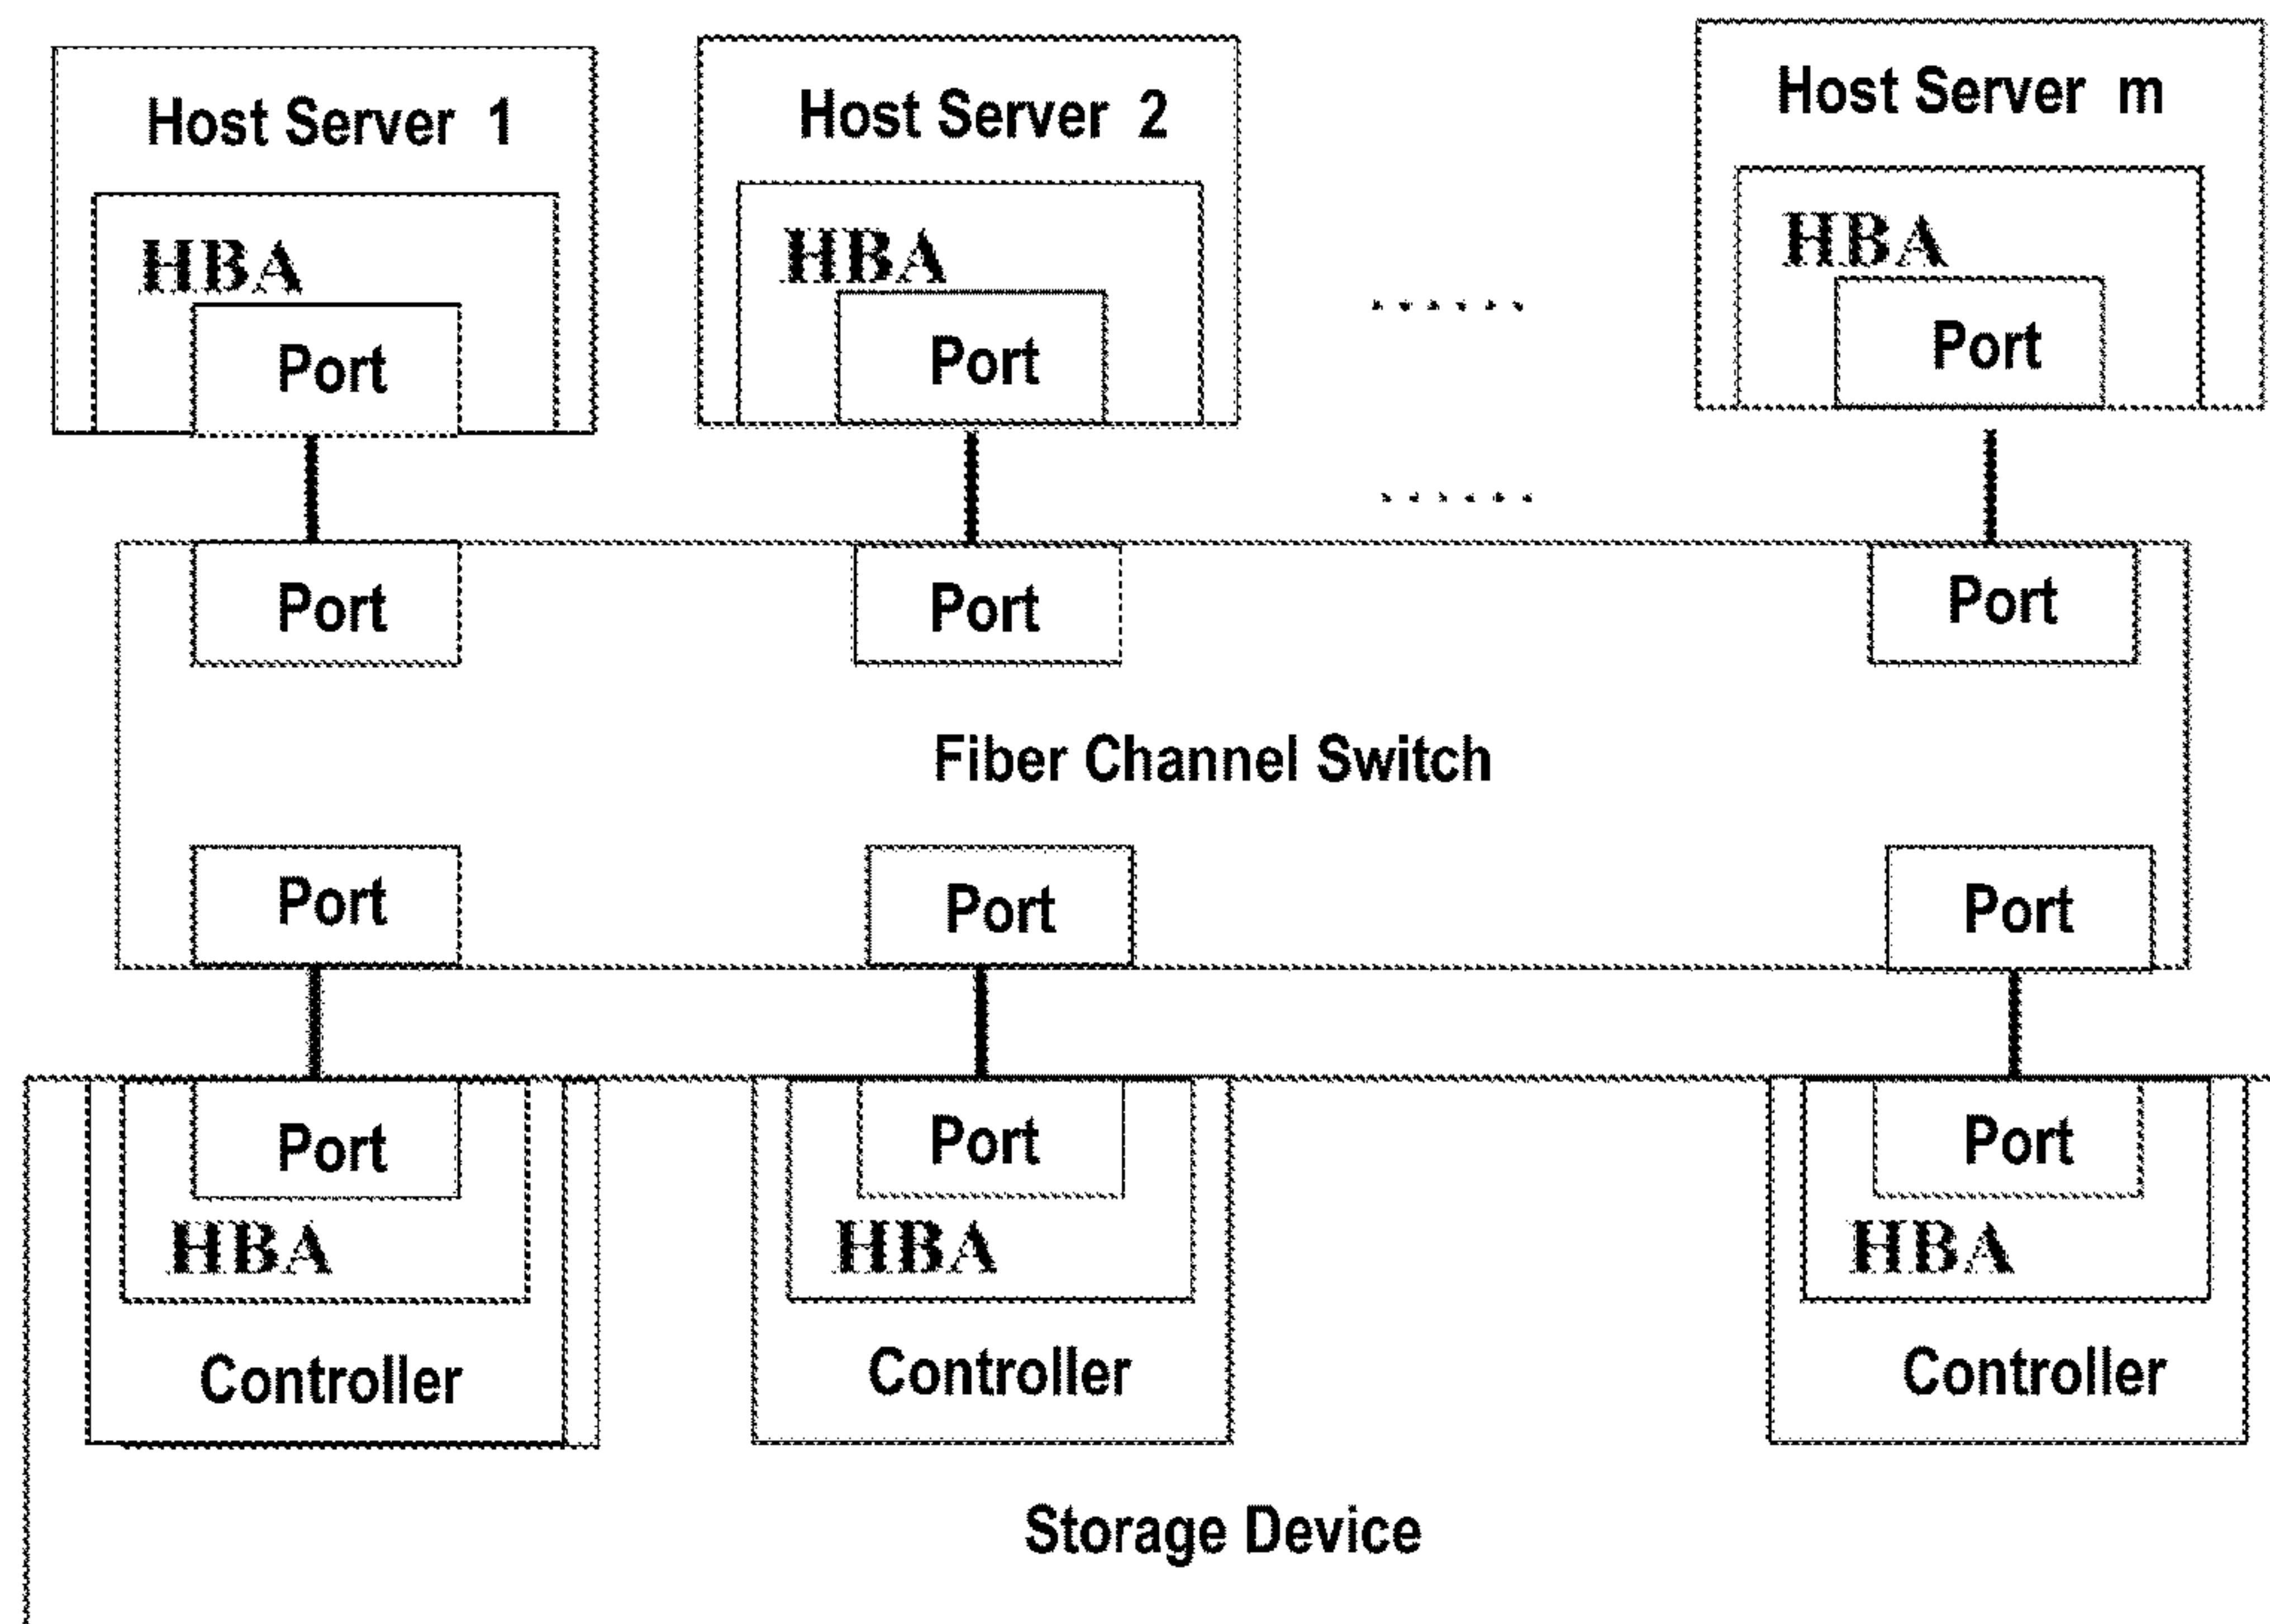 Host Server 1
Host Server 2
Host Server m
HBA
HBA
HBA
Port
Port
Port
......
......
Port
Port
Port
Fiber Channel Switch
Port
Port
Port
Port
Port
Port
HBA
HBA
HBA
Controller
Controller
Controller
Storage Device